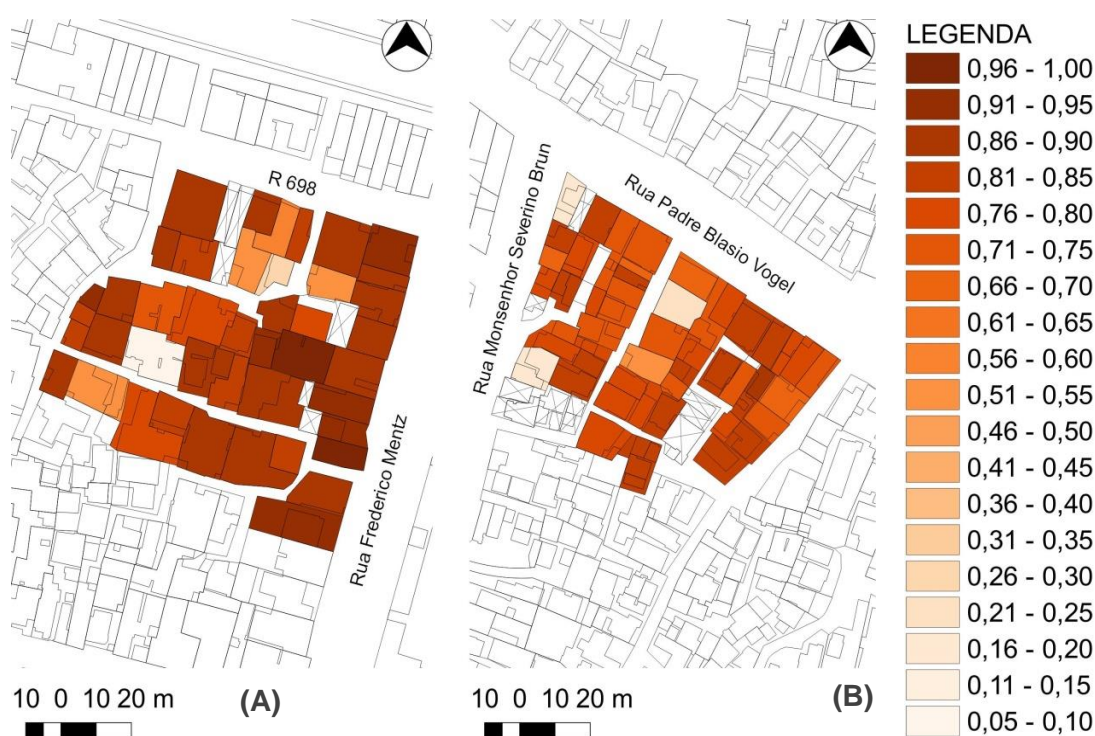 R 698
Rua Frederico Mentz
10 0 10 20 m
(A)
Rua Monsenhor Severino Brun
Rua Padre Blasio Vogel
10 0 10 20 m
(B)
LEGENDA
0,96 - 1,00
0,91 - 0,95
0,86 - 0,90
0,81 - 0,85
0,76 - 0,80
0,71 - 0,75
0,66 - 0,70
0,61 - 0,65
0,56 - 0,60
0,51 - 0,55
0,46 - 0,50
0,41 - 0,45
0,36 - 0,40
0,31 - 0,35
0,26 - 0,30
0,21 - 0,25
0,16 - 0,20
0,11 - 0,15
0,05 - 0,10